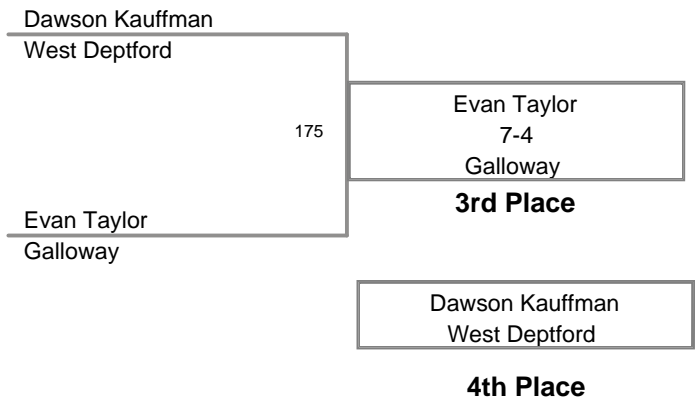 Dawson Kauffman
West Deptford
175
Evan Taylor
7-4
Galloway
3rd Place
Evan Taylor
Galloway
Dawson Kauffman
West Deptford
4th Place